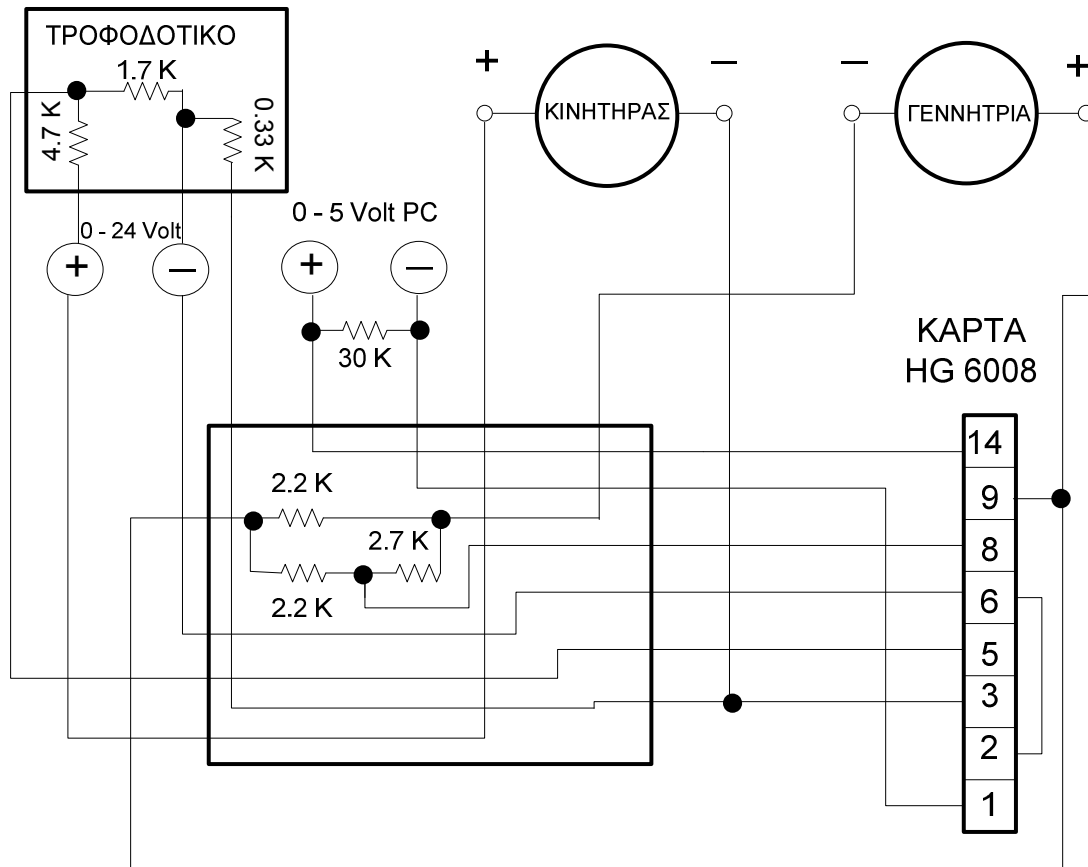 ΤΡΟΦΟΔΟΤΙΚΟ
1.7 K
4.7 K
0.33 K
0 - 24 Volt
+
−
+
ΚΙΝΗΤΗΡΑΣ
−
−
ΓΕΝΝΗΤΡΙΑ
+
0 - 5 Volt PC
+
−
30 K
ΚΑΡΤΑ
HG 6008
14
9
8
6
5
3
2
1
2.2 K
2.7 K
2.2 K